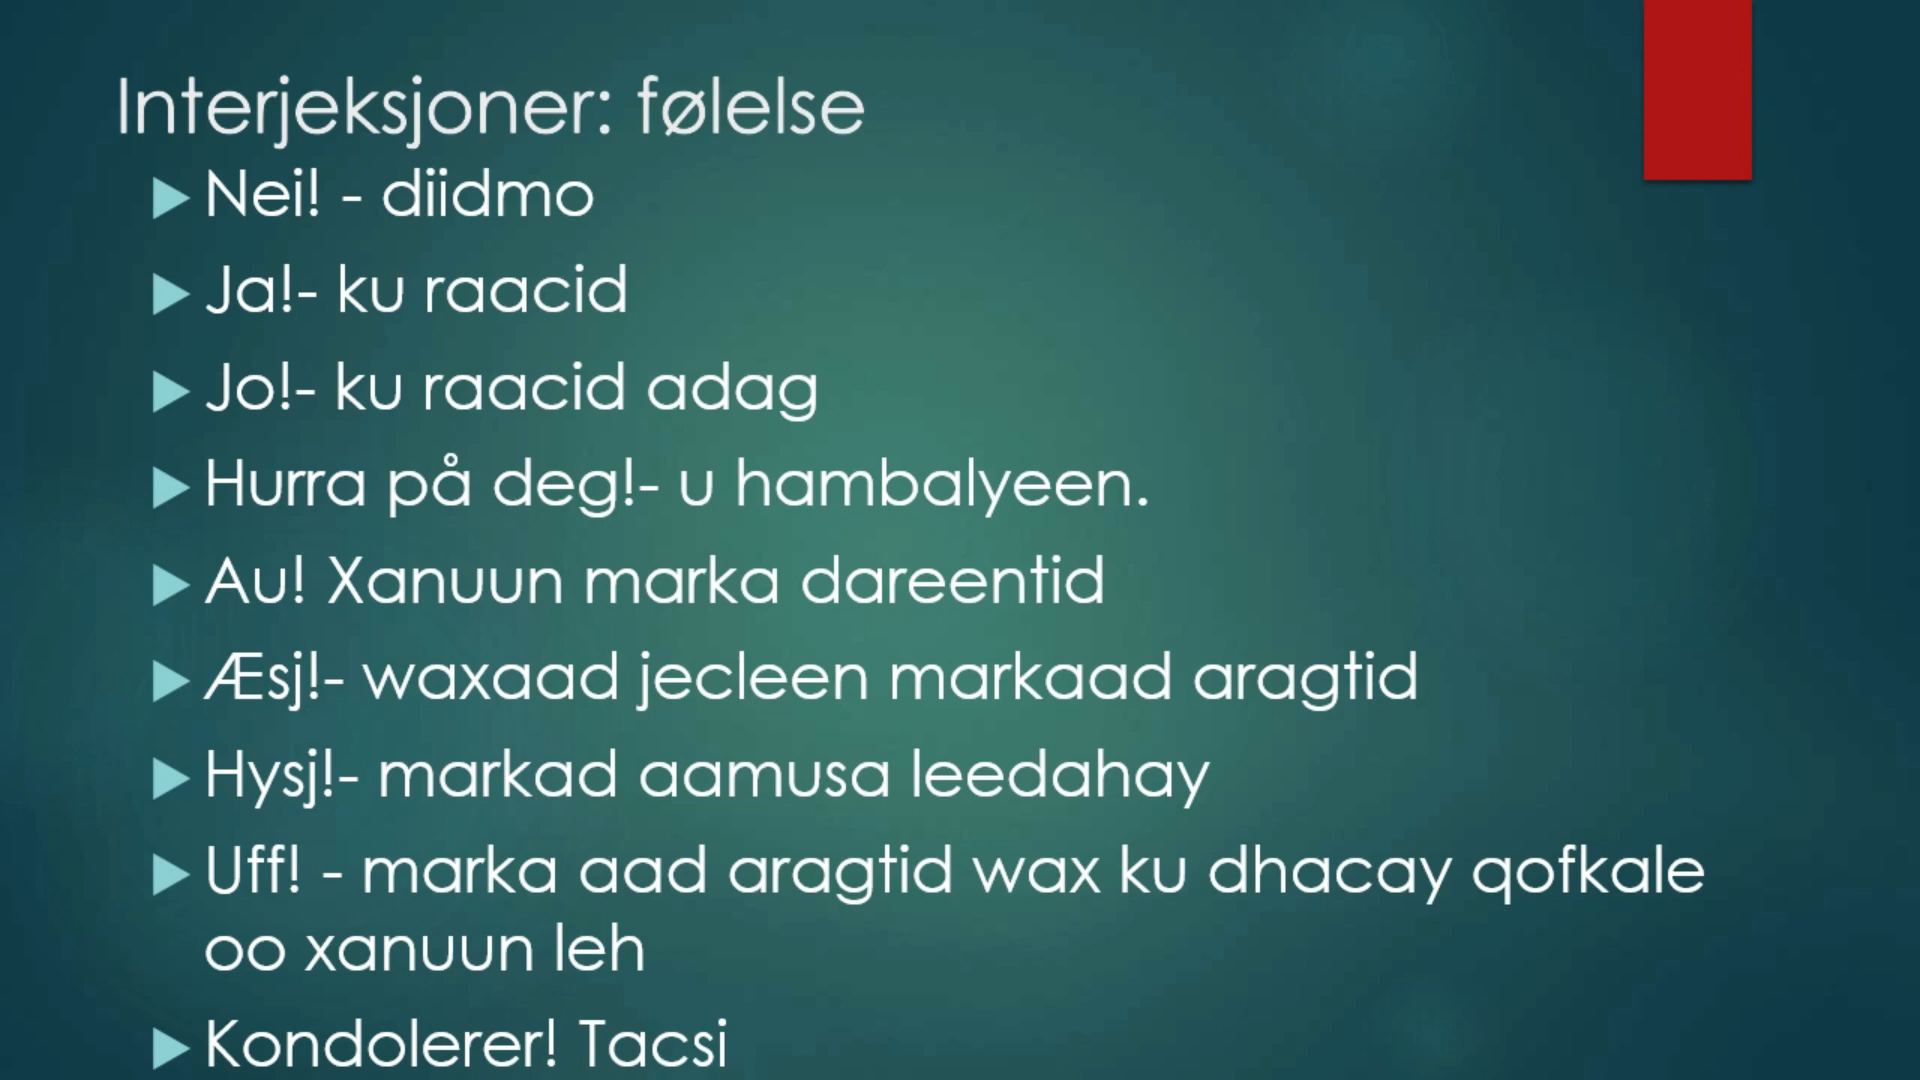 Interjeksjoner: følelse
Nei! - diidmo
Ja!- ku raacid
Jo!- ku raacid adag
Hurra på deg!- u hambalyeen.
Au! Xanuun marka dareentid
Æsj!- waxaad jecleen markaad aragtid
Hysj!- markad aamusa leedahay
Uff! - marka aad aragtid wax ku dhacay qofkale
oo xanuun leh
Kondolerer! Tacsi